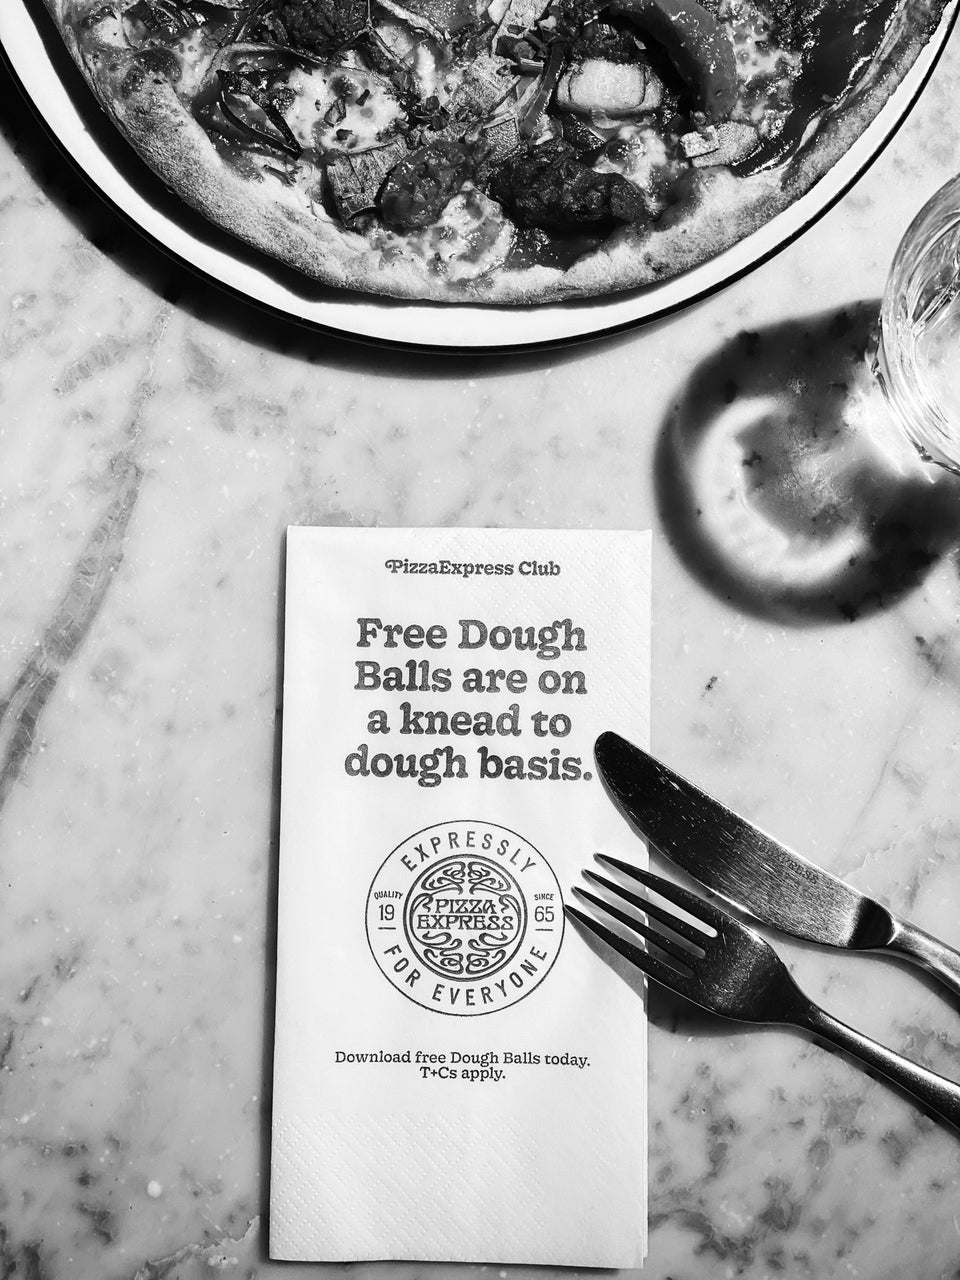 PizzaExpress Club
Free Dough
Balls are on
a knead to
dough basis.
EXPRESSLY
QUALITY
19
PIZZA
EXPRESS
SINCE
65
FOR EVERYONE
Download free Dough Balls today.
T+Cs apply.